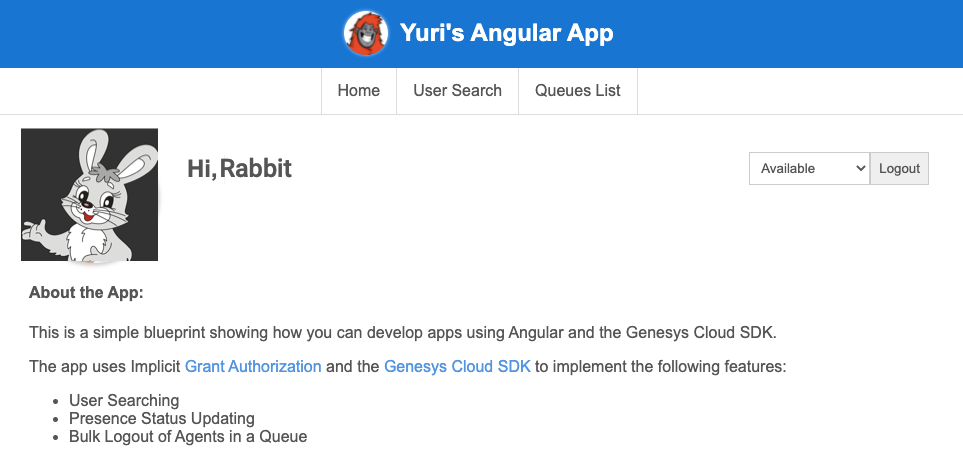 Yuri's Angular App
Home
User Search
Queues List
Hi, Rabbit
Available
Logout
About the App:
This is a simple blueprint showing how you can develop apps using Angular and the Genesys Cloud SDK.
The app uses Implicit Grant Authorization and the Genesys Cloud SDK to implement the following features:
• User Searching
• Presence Status Updating
• Bulk Logout of Agents in a Queue